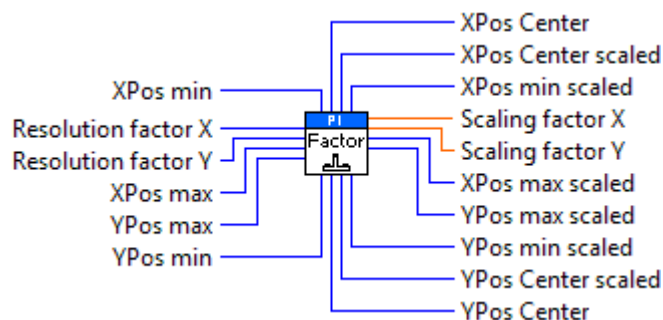 XPos min
Resolution factor X
Resolution factor Y
XPos max
YPos max
YPos min
PI
Factor
XPos Center
XPos Center scaled
XPos min scaled
Scaling factor X
Scaling factor Y
XPos max scaled
YPos max scaled
YPos min scaled
YPos Center scaled
YPos Center